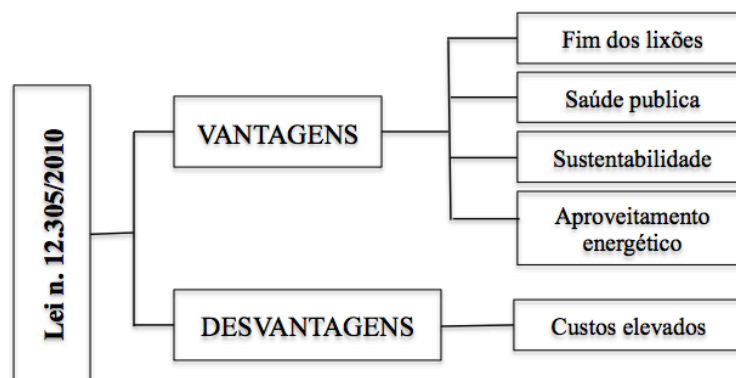 Lei n. 12.305/2010
VANTAGENS
Fim dos lixões
Saúde publica
Sustentabilidade
Aproveitamento
energético
DESVANTAGENS
Custos elevados